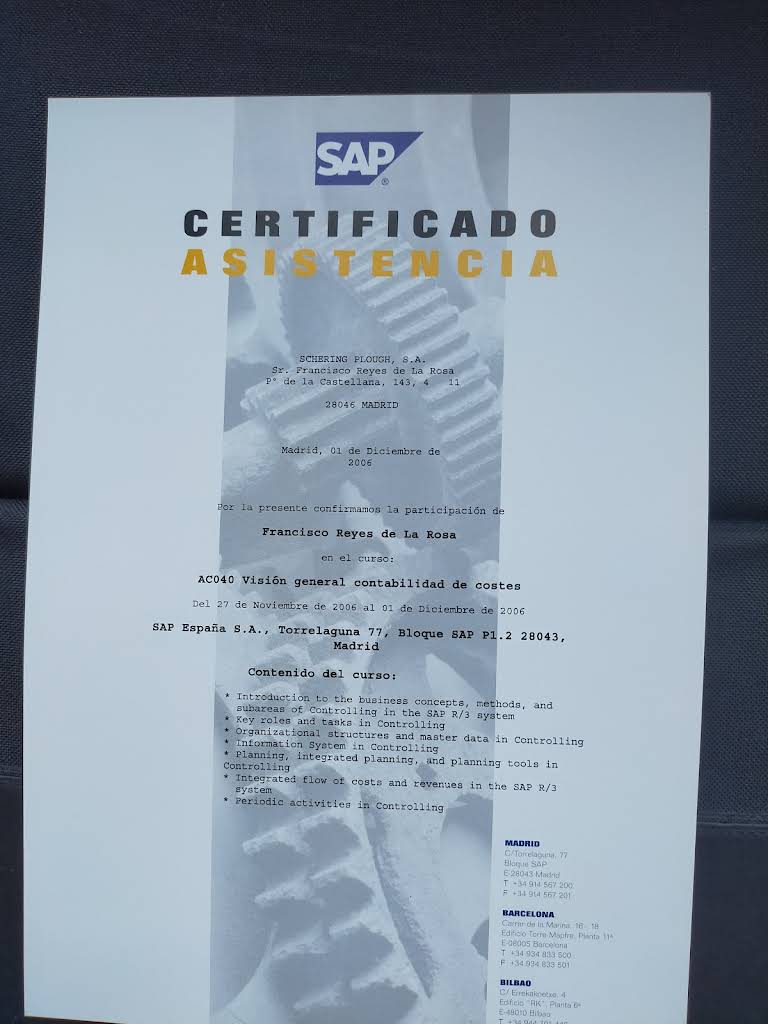 SAP ®
CERTIFICADO
ASISTENCIA
SCHERING PLOUGH, S.A.
Sr. Francisco Reyes de La Rosa
Pº de la Castellana, 143, 4 11
28046 MADRID
Madrid, 01 de Diciembre de
2006
Por la presente confirmamos la participación de
Francisco Reyes de La Rosa
en el curso:
AC040 Visión general contabilidad de costes
Del 27 de Noviembre de 2006 al 01 de Diciembre de 2006
SAP España S.A., Torrelaguna 77, Bloque SAP P1.2 28043,
Madrid
Contenido del curso:
* Introduction to the business concepts, methods, and
subareas of Controlling in the SAP R/3 system
* Key roles and tasks in Controlling
* Organizational structures and master data in Controlling
* Information System in Controlling
* Planning, integrated planning, and planning tools in
Controlling
* Integrated flow of costs and revenues in the SAP R/3
system
* Periodic activities in Controlling
MADRID
C/Torrelaguna, 77
Bloque SAP
E-28043 Madrid
T +34 914 567 200
F +34 914 567 201
BARCELONA
Carrer de la Marina, 16 - 18
Edificio Torre Mapfre, Planta 11ª
E-08005 Barcelona
T +34 934 833 500
F +34 934 833 501
BILBAO
C/ Errekakoetxe, 4
Edificio "RK", Planta 6ª
E-48010 Bilbao
T +34 944 701